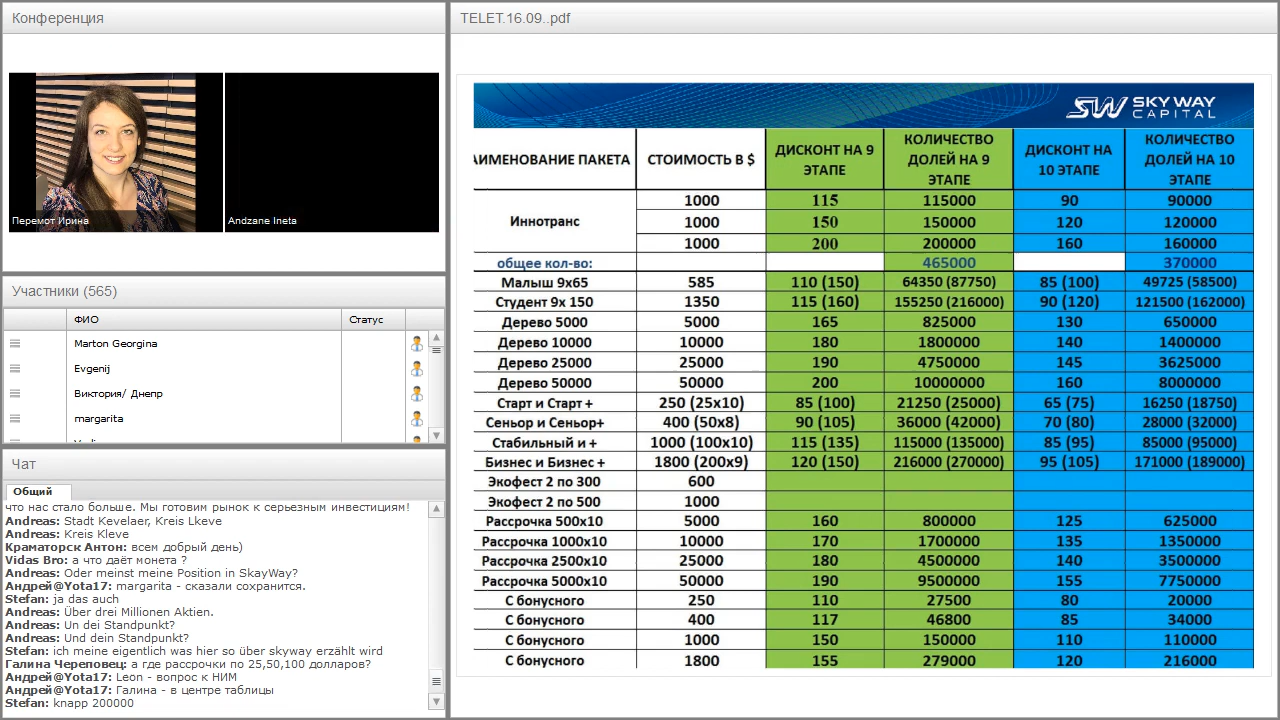 Конференция
Перемот Ирина
Andzane Ineta
Участники (565)
ФИО Статус
Marton Georgina
Evgenij
Виктория/ Днепр
margarita
Чат
Общий
что нас стало больше. Мы готовим рынок к серьезным инвестициям!
Andreas: Stadt Kevelaer, Kreis Lkeve
Andreas: Kreis Kleve
Краматорск Антон: всем добрый день)
Vidas Bro: а что даёт монета ?
Andreas: Oder meinst meine Position in SkayWay?
Андрей@Yota17: margarita - сказали сохранится.
Stefan: ja das auch
Andreas: Über drei Millionen Aktien.
Andreas: Un dei Standpunkt?
Andreas: Und dein Standpunkt?
Stefan: ich meine eigentlich was hier so über skyway erzählt wird
Галина Череповец: а где рассрочки по 25,50,100 долларов?
Андрей@Yota17: Leon - вопрос к НИМ
Андрей@Yota17: Галина - в центре таблицы
Stefan: knapp 200000
TELET.16.09..pdf
SW SKY WAY
CAPITAL
АИМЕНОВАНИЕ ПАКЕТА СТОИМОСТЬ В $ ДИСКОНТ НА 9 ЭТАПЕ КОЛИЧЕСТВО ДОЛЕЙ НА 9 ЭТАПЕ ДИСКОНТ НА 10 ЭТАПЕ КОЛИЧЕСТВО ДОЛЕЙ НА 10 ЭТАПЕ
Иннотранс 1000 115 115000 90 90000
1000 150 150000 120 120000
1000 200 200000 160 160000
общее кол-во: 465000 370000
Малыш 9х65 585 110 (150) 64350 (87750) 85 (100) 49725 (58500)
Студент 9х 150 1350 115 (160) 155250 (216000) 90 (120) 121500 (162000)
Дерево 5000 5000 165 825000 130 650000
Дерево 10000 10000 180 1800000 140 1400000
Дерево 25000 25000 190 4750000 145 3625000
Дерево 50000 50000 200 10000000 160 8000000
Старт и Старт + 250 (25х10) 85 (100) 21250 (25000) 65 (75) 16250 (18750)
Сеньор и Сеньор+ 400 (50х8) 90 (105) 36000 (42000) 70 (80) 28000 (32000)
Стабильный и + 1000 (100х10) 115 (135) 115000 (135000) 85 (95) 85000 (95000)
Бизнес и Бизнес + 1800 (200х9) 120 (150) 216000 (270000) 95 (105) 171000 (189000)
Экофест 2 по 300 600
Экофест 2 по 500 1000
Рассрочка 500х10 5000 160 800000 125 625000
Рассрочка 1000х10 10000 170 1700000 135 1350000
Рассрочка 2500х10 25000 180 4500000 140 3500000
Рассрочка 5000х10 50000 190 9500000 155 7750000
С бонусного 250 110 27500 80 20000
С бонусного 400 117 46800 85 34000
С бонусного 1000 150 150000 110 110000
С бонусного 1800 155 279000 120 216000